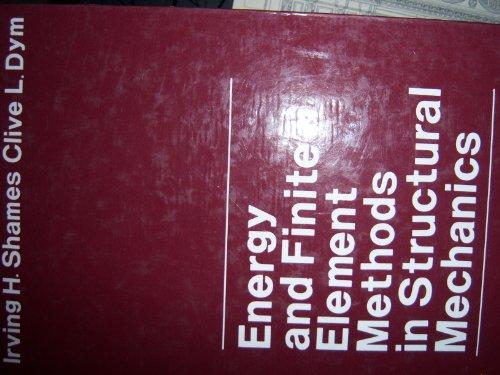 Irving H. Shames Clive L. Dym
Energy
and Finite
Element
Methods
in Structural
Mechanics